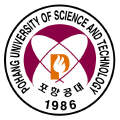 POHANG UNIVERSITY OF SCIENCE AND TECHNOLOGY
포항공대
1986